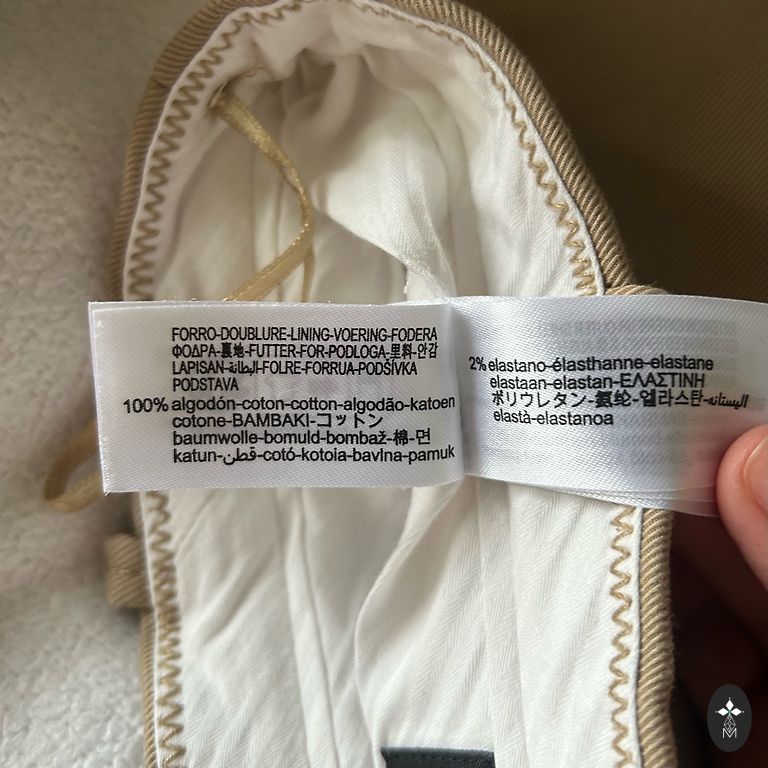 FORRO-DOUBLURE-LINING-VOERING-FODERA
ΦΟΔΡΑ-裏地-FUTTER-FOR-PODLOGA-里料-안감
LAPISAN-البطانة-FOLRE-FORRUA-PODŠÍVKA
PODSTAVA
100% algodón-coton-cotton-algodão-katoen
cotone-BAMBAKI-コットン
baumwolle-bomuld-bombaž-棉-면
katun-قطن-cotó-kotoia-bavlna-pamuk
2% elastano-élasthanne-elastane
elastaan-elastan-ΕΛΑΣΤΙΝΗ
ポリウレタン-氨纶-엘라스탄-اليستانه
elastà-elastanoa
M